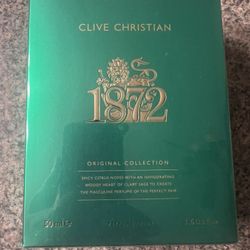 CLIVE CHRISTIAN
1872
ORIGINAL COLLECTION
SPICY CITRUS NOTES WITH AN INVIGORATING
WOODY HEART OF CLARY SAGE TO CREATE
THE MASCULINE PERFUME OF THE PERFECT PAIR
50 ml e